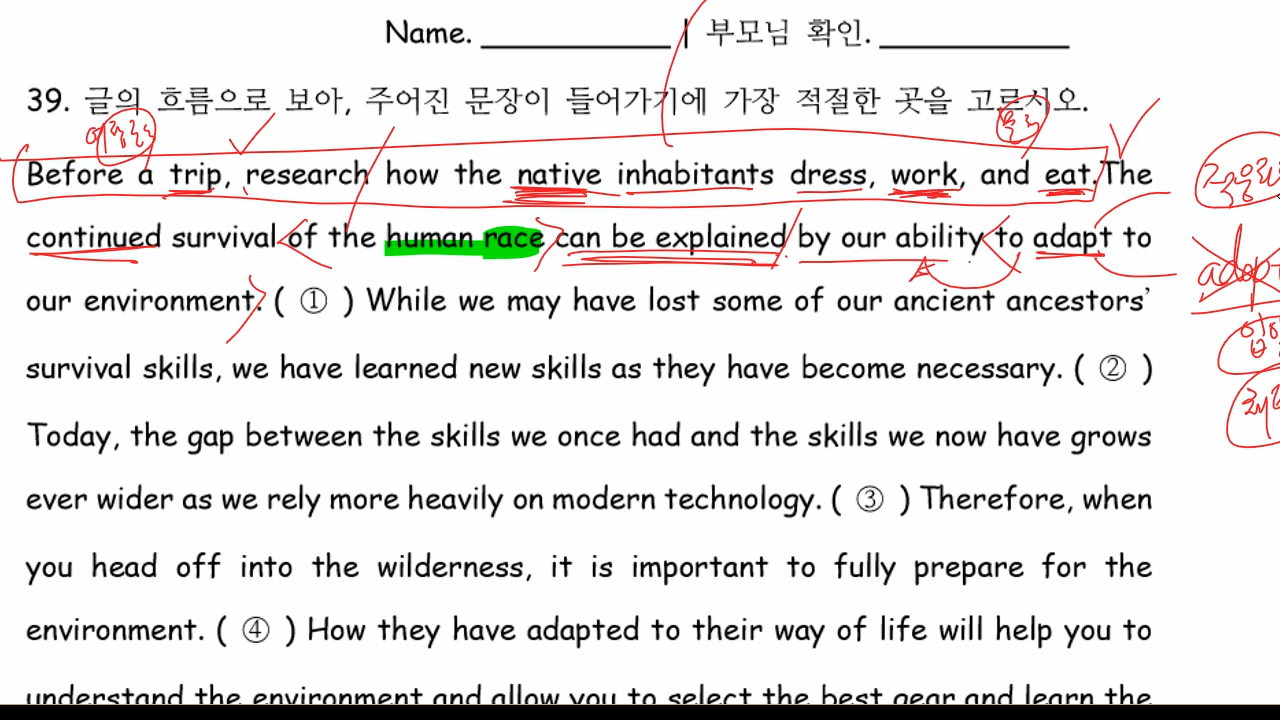 Name. ____________ | 부모님 확인. ____________
39. 글의 흐름으로 보아, 주어진 문장이 들어가기에 가장 적절한 곳을 고르시오.
Before a trip, research how the native inhabitants dress, work, and eat. The
continued survival of the human race can be explained by our ability to adapt to
our environment. ( ① ) While we may have lost some of our ancient ancestors’
survival skills, we have learned new skills as they have become necessary. ( ② )
Today, the gap between the skills we once had and the skills we now have grows
ever wider as we rely more heavily on modern technology. ( ③ ) Therefore, when
you head off into the wilderness, it is important to fully prepare for the
environment. ( ④ ) How they have adapted to their way of life will help you to
understand the environment and allow you to select the best gear and learn the